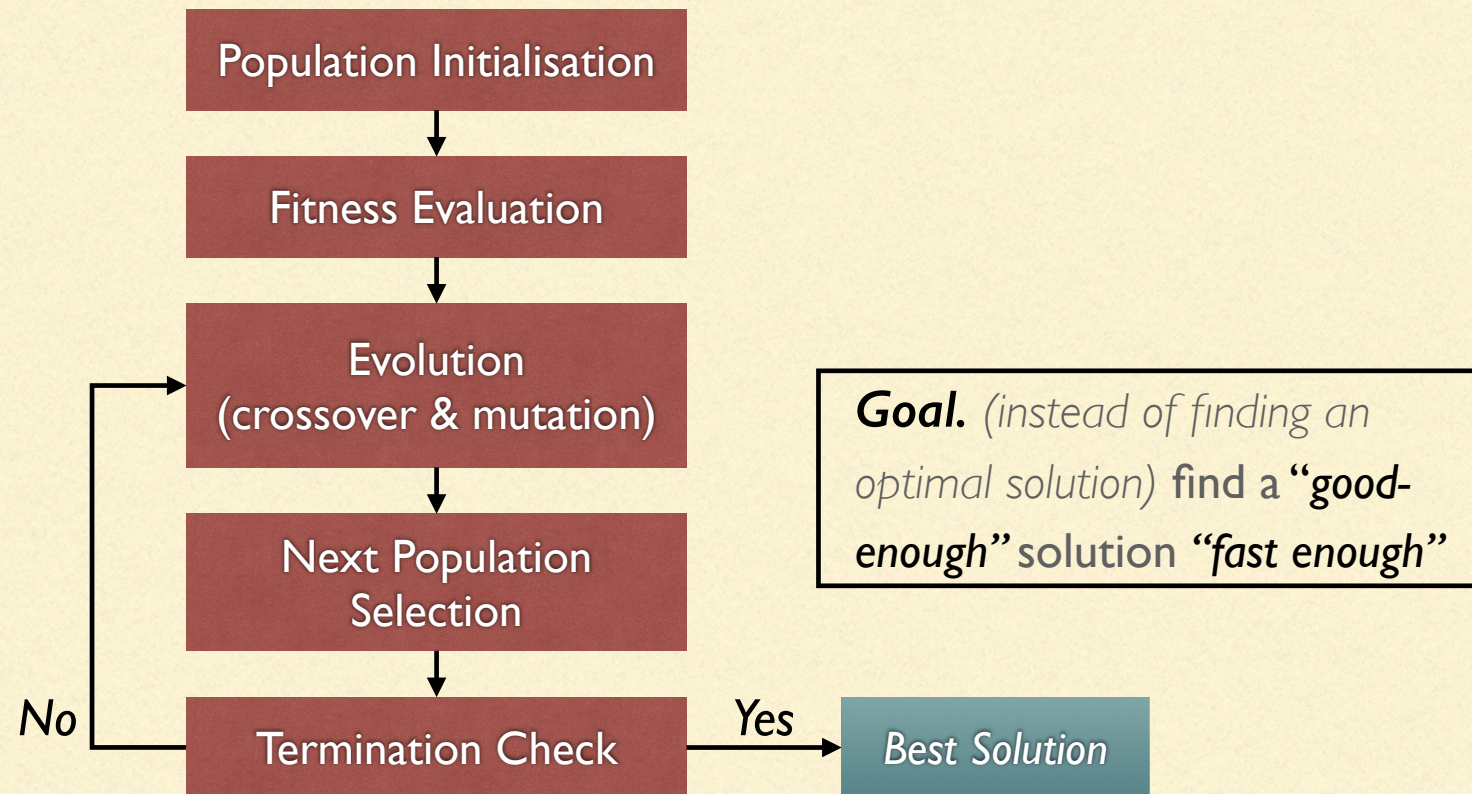 Population Initialisation
Fitness Evaluation
Evolution
(crossover & mutation)
Goal. (instead of finding an
optimal solution) find a “good-
enough” solution “fast enough”
Next Population
Selection
No
Termination Check
Yes
Best Solution